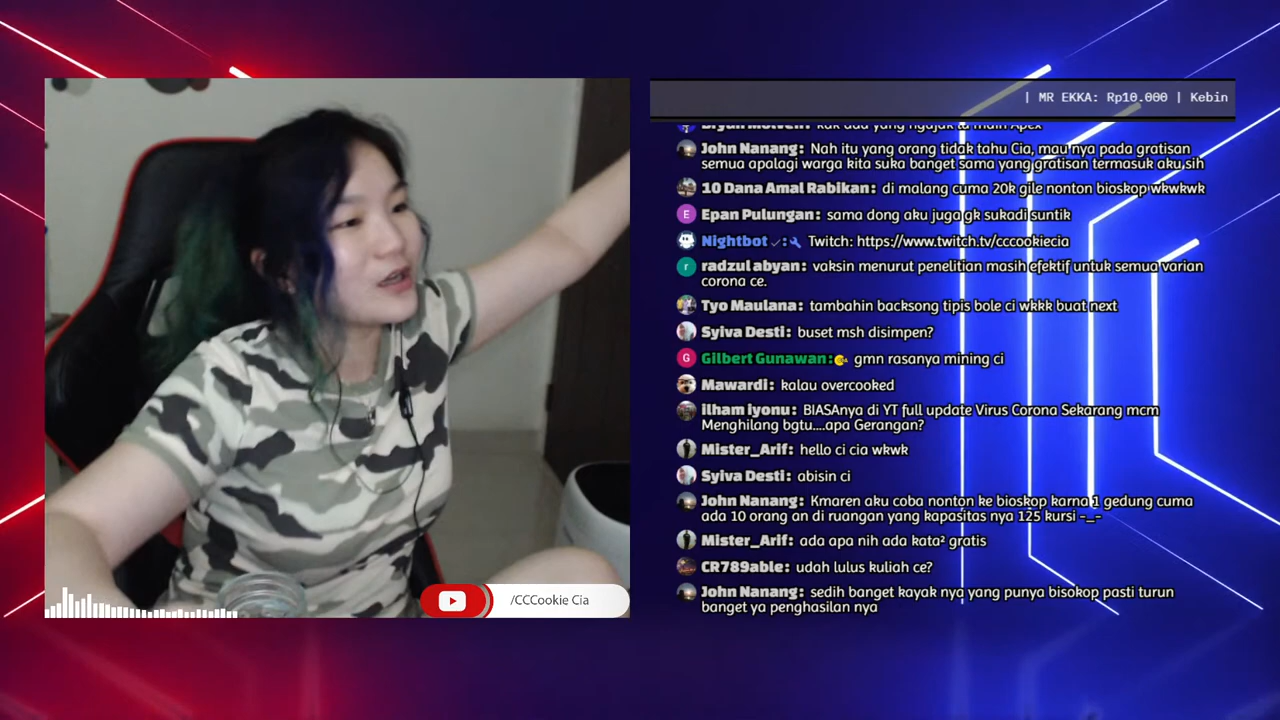 | MR EKKA: Rp10.000 | Kebin
kak ada yang ngajak ta main Apex
John Nanang: Nah itu yang orang tidak tahu Cia, mau nya pada gratisan
semua apalagi warga kita suka banget sama yang gratisan termasuk aku sih
10 Dana Amal Rabikan: di malang cuma 20k gile nonton bioskop wkwkwk
E Epan Pulungan: sama dong aku juga gk sukadi suntik
Nightbot: Twitch: https://www.twitch.tv/cccookiecia
r radzul abyan: vaksin menurut penelitian masih efektif untuk semua varian
corona ce.
Tyo Maulana: tambahin backsong tipis bole ci wkkk buat next
Syiva Desti: buset msh disimpen?
G Gilbert Gunawan: gmn rasanya mining ci
Mawardi: kalau overcooked
ilham iyonu: BIASAnya di YT full update Virus Corona Sekarang mcm
Menghilang bgtu....apa Gerangan?
Mister_Arif: hello ci cia wkwk
Syiva Desti: abisin ci
John Nanang: Kmaren aku coba nonton ke bioskop karna 1 gedung cuma
ada 10 orang an di ruangan yang kapasitas nya 125 kursi -_-
Mister_Arif: ada apa nih ada kata² gratis
CR789able: udah lulus kuliah ce?
John Nanang: sedih banget kayak nya yang punya bisokop pasti turun
banget ya penghasilan nya
/CCCookie Cia